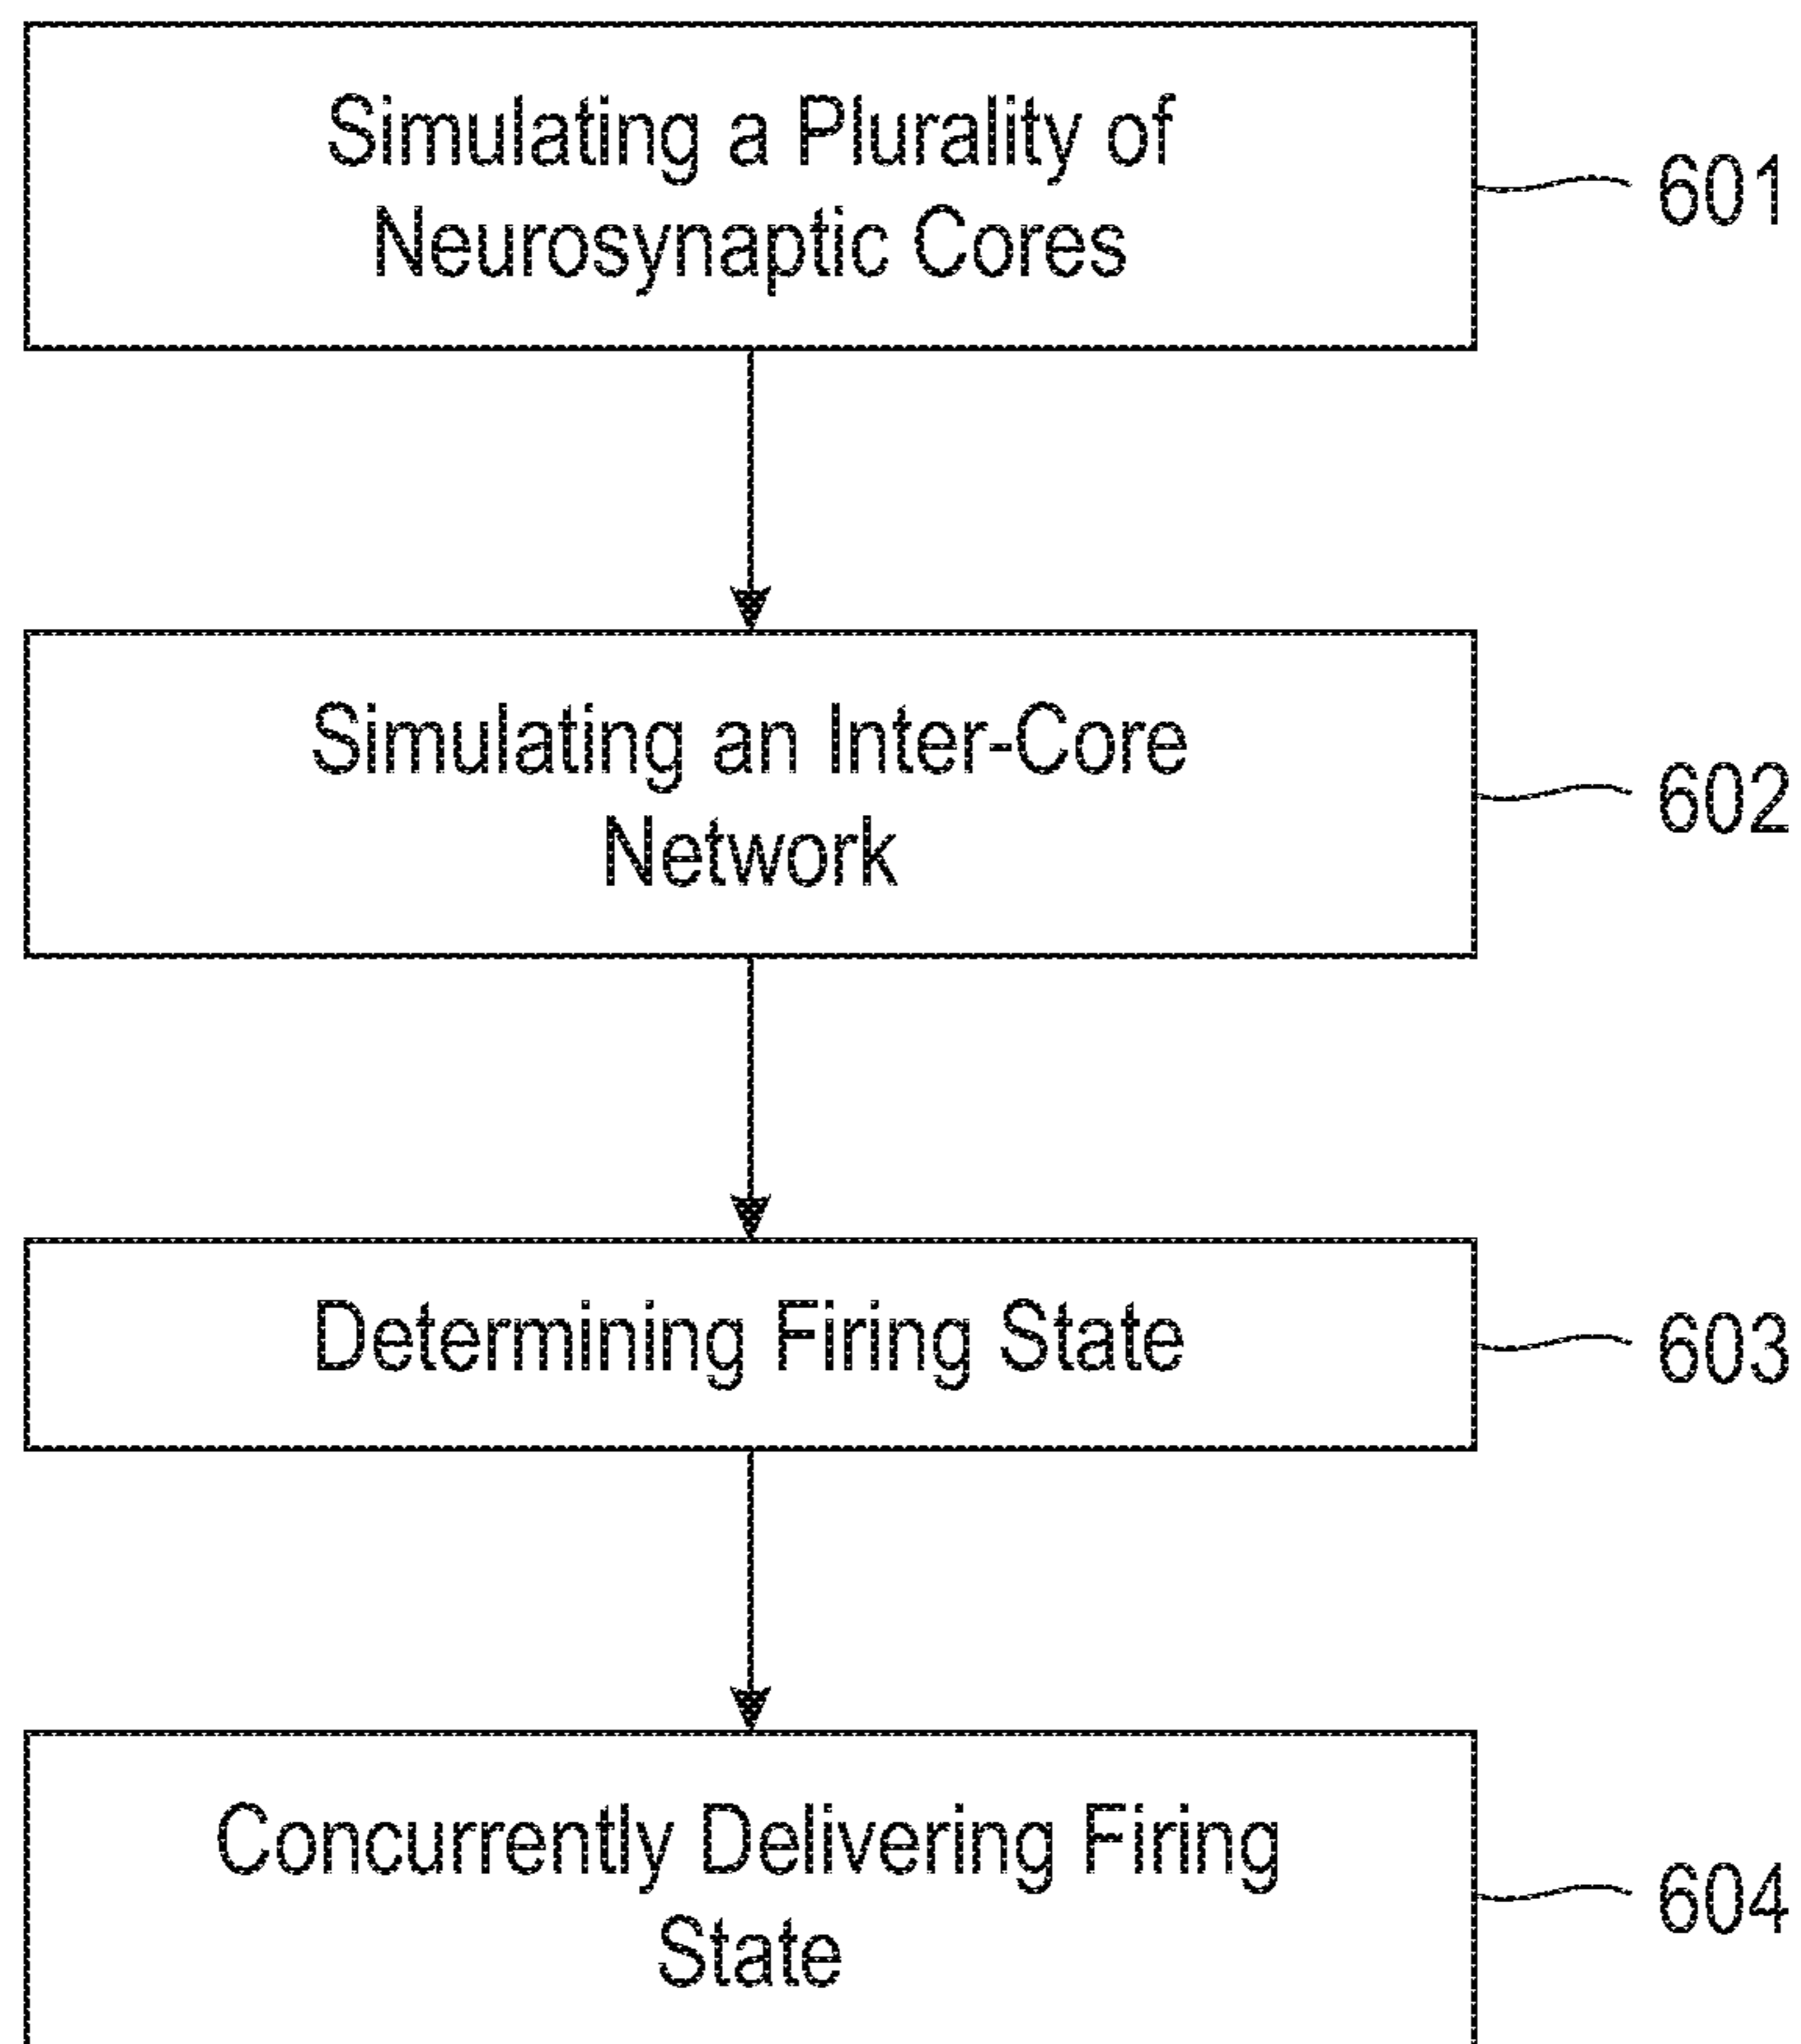 Simulating a Plurality of
Neurosynaptic Cores
601
Simulating an Inter-Core
Network
602
Determining Firing State
603
Concurrently Delivering Firing
State
604